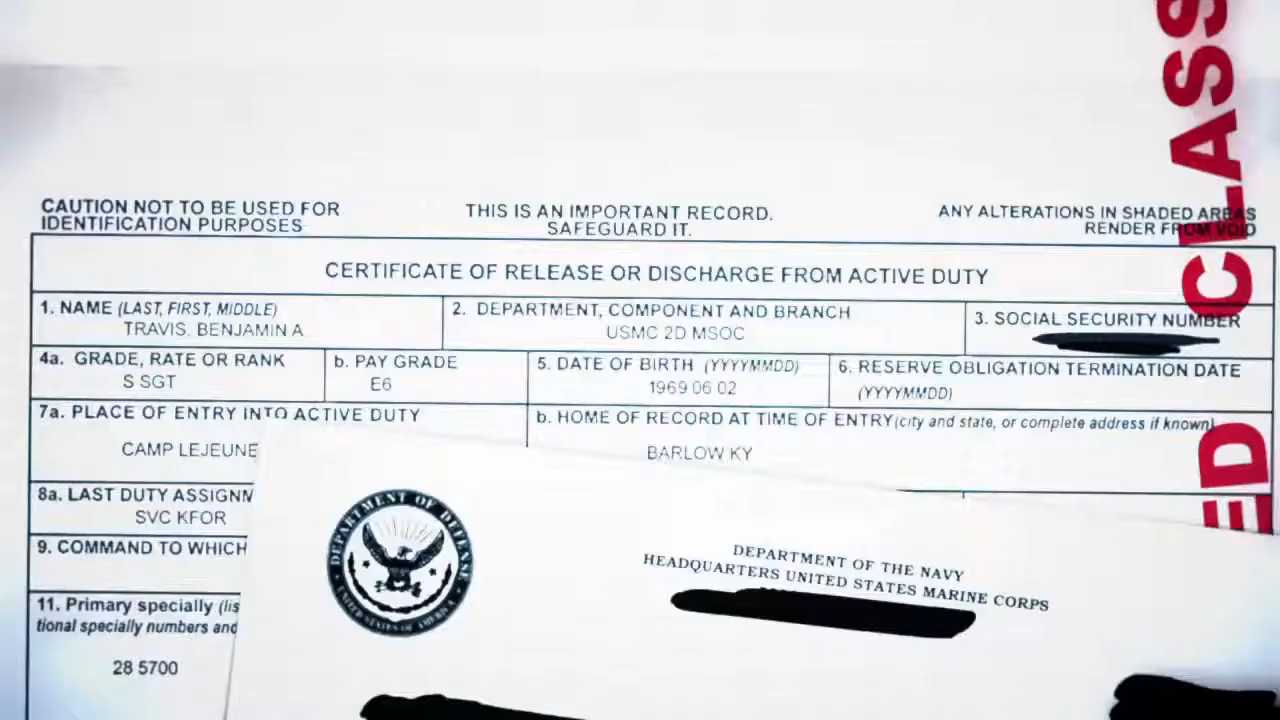 CAUTION NOT TO BE USED FOR
IDENTIFICATION PURPOSES
THIS IS AN IMPORTANT RECORD.
SAFEGUARD IT.
ANY ALTERATIONS IN SHADED AREAS
RENDER FROM VOID
CERTIFICATE OF RELEASE OR DISCHARGE FROM ACTIVE DUTY
1. NAME (LAST, FIRST, MIDDLE)
TRAVIS. BENJAMIN A
2. DEPARTMENT, COMPONENT AND BRANCH
USMC 2D MSOC
3. SOCIAL SECURITY NUMBER
4a. GRADE, RATE OR RANK
S SGT
b. PAY GRADE
E6
5. DATE OF BIRTH (YYYYMMDD)
1969 06 02
6. RESERVE OBLIGATION TERMINATION DATE
(YYYYMMDD)
7a. PLACE OF ENTRY INTO ACTIVE DUTY
CAMP LEJEUNE
b. HOME OF RECORD AT TIME OF ENTRY(city and state, or complete address if known)
BARLOW KY
8a. LAST DUTY ASSIGNM
SVC KFOR
9. COMMAND TO WHICH
11. Primary specially (lis
tional specially numbers and
28 5700
DEPARTMENT OF DEFENSE
UNITED STATES OF AMERICA
DEPARTMENT OF THE NAVY
HEADQUARTERS UNITED STATES MARINE CORPS
CLASS
ED